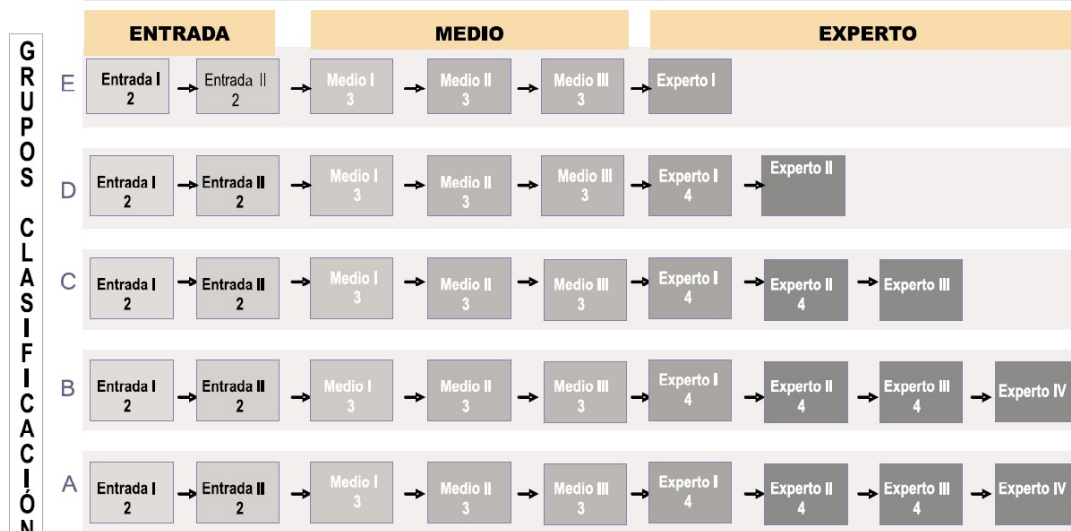 ENTRADA MEDIO EXPERTO
GRUPOS CLASIFICACIÓN
E
Entrada I Entrada II Medio I Medio II Medio III Experto I
2 2 3 3 3
D
Entrada I Entrada II Medio I Medio II Medio III Experto I Experto II
2 2 3 3 3 4
C
Entrada I Entrada II Medio I Medio II Medio III Experto I Experto II Experto III
2 2 3 3 3 4 4
B
Entrada I Entrada II Medio I Medio II Medio III Experto I Experto II Experto III Experto IV
2 2 3 3 3 4 4 4
A
Entrada I Entrada II Medio I Medio II Medio III Experto I Experto II Experto III Experto IV
2 2 3 3 3 4 4 4